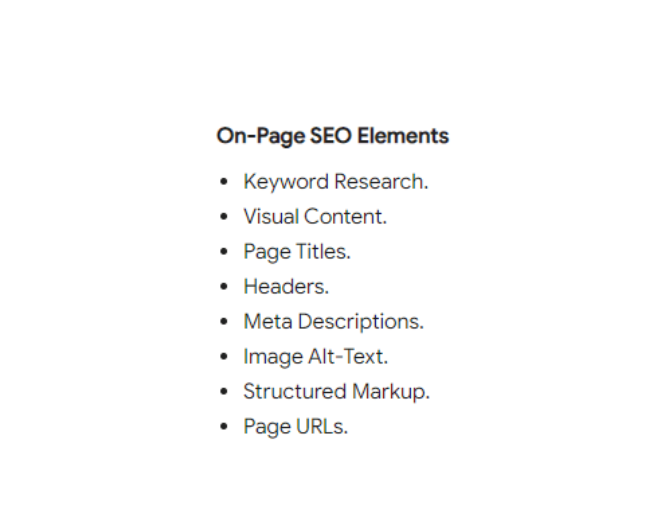 On-Page SEO Elements
• Keyword Research.
• Visual Content.
• Page Titles.
• Headers.
• Meta Descriptions.
• Image Alt-Text.
• Structured Markup.
• Page URLs.